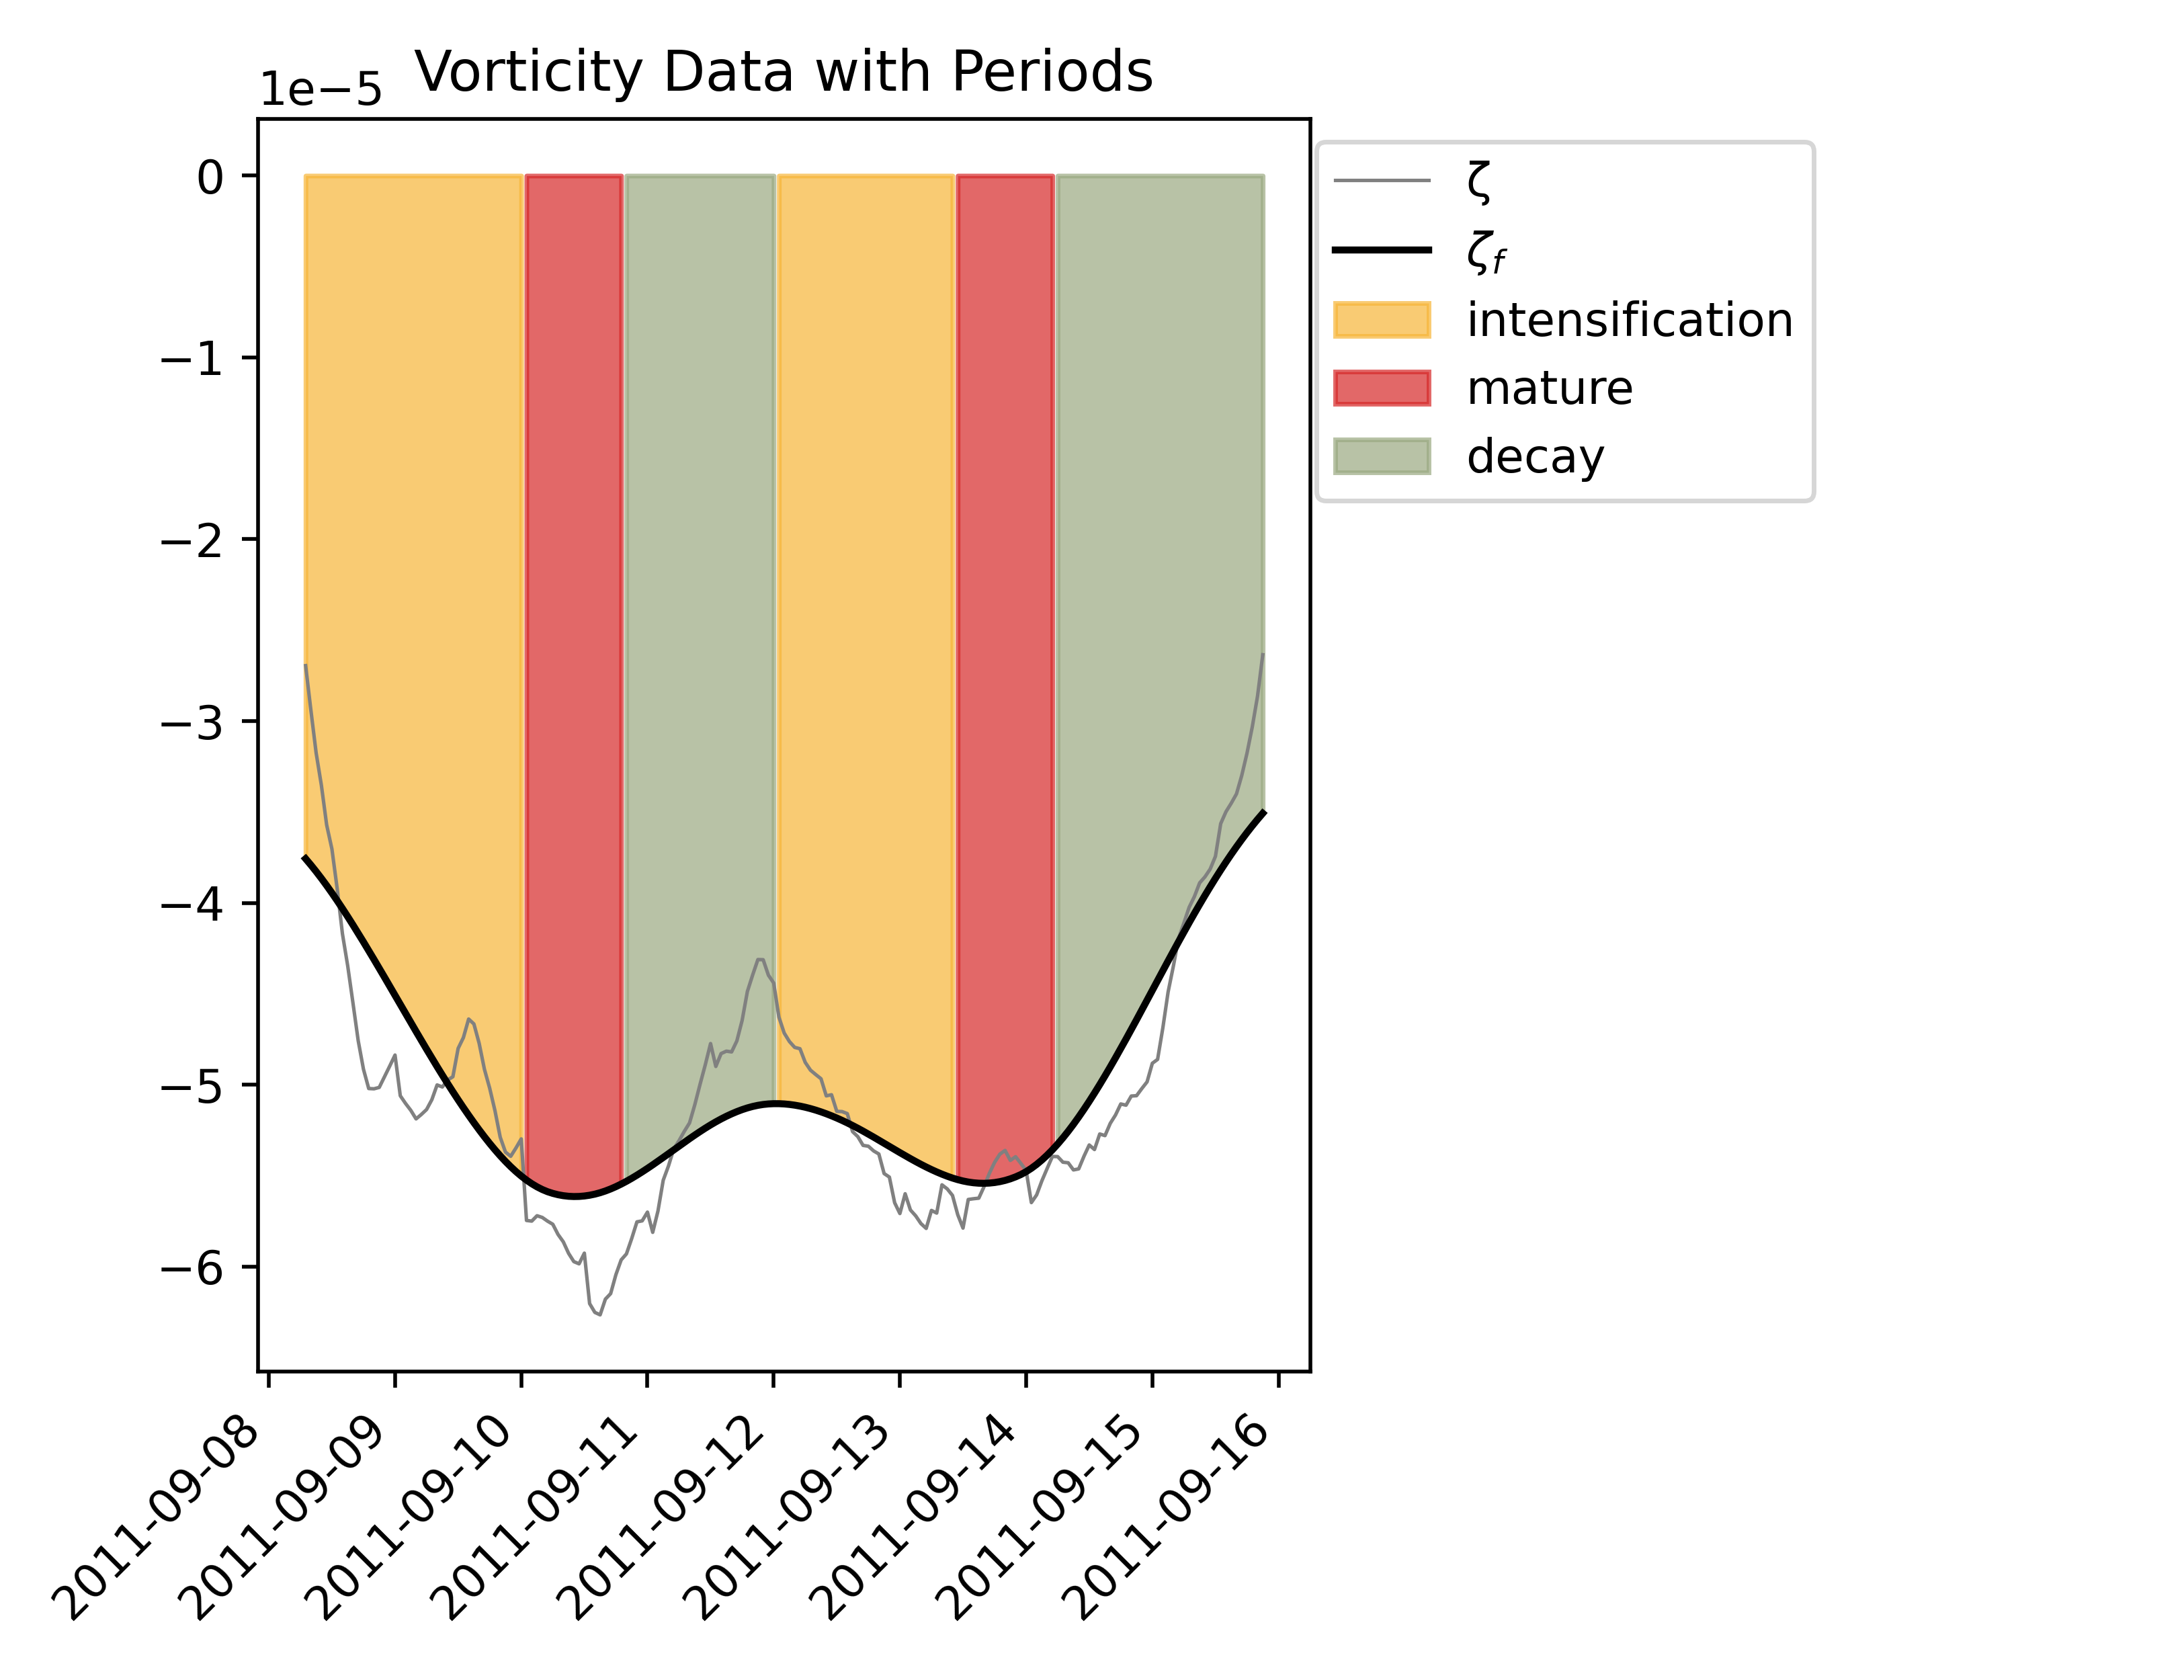 Vorticity Data with Periods
1e−5
0
−1
−2
−3
−4
−5
−6
2011-09-08
2011-09-09
2011-09-10
2011-09-11
2011-09-12
2011-09-13
2011-09-14
2011-09-15
2011-09-16
ζ
ζf
intensification
mature
decay